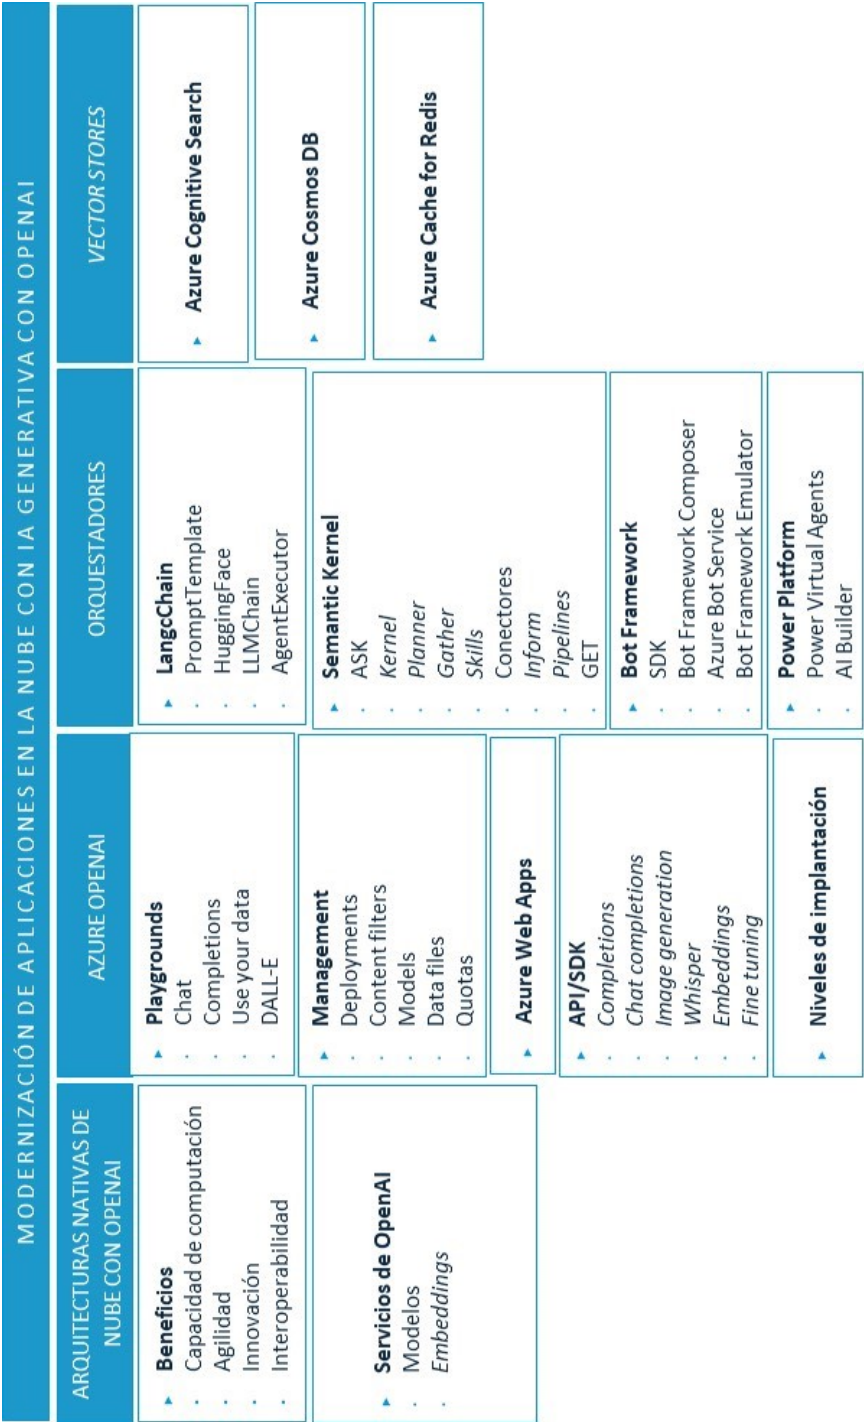 MODERNIZACIÓN DE APLICACIONES EN LA NUBE CON IA GENERATIVA CON OPENAI
ARQUITECTURAS NATIVAS DE
NUBE CON OPENAI
▸ Beneficios
· Capacidad de computación
· Agilidad
· Innovación
· Interoperabilidad
▸ Servicios de OpenAI
· Modelos
· Embeddings
AZURE OPENAI
▸ Playgrounds
· Chat
· Completions
· Use your data
· DALL-E
▸ Management
· Deployments
· Content filters
· Models
· Data files
· Quotas
▸ Azure Web Apps
▸ API/SDK
· Completions
· Chat completions
· Image generation
· Whisper
· Embeddings
· Fine tuning
▸ Niveles de implantación
ORQUESTADORES
▸ LangcChain
· PromptTemplate
· HuggingFace
· LLMChain
· AgentExecutor
▸ Semantic Kernel
· ASK
· Kernel
· Planner
· Gather
· Skills
· Conectores
· Inform
· Pipelines
· GET
▸ Bot Framework
· SDK
· Bot Framework Composer
· Azure Bot Service
· Bot Framework Emulator
▸ Power Platform
· Power Virtual Agents
· AI Builder
VECTOR STORES
▸ Azure Cognitive Search
▸ Azure Cosmos DB
▸ Azure Cache for Redis